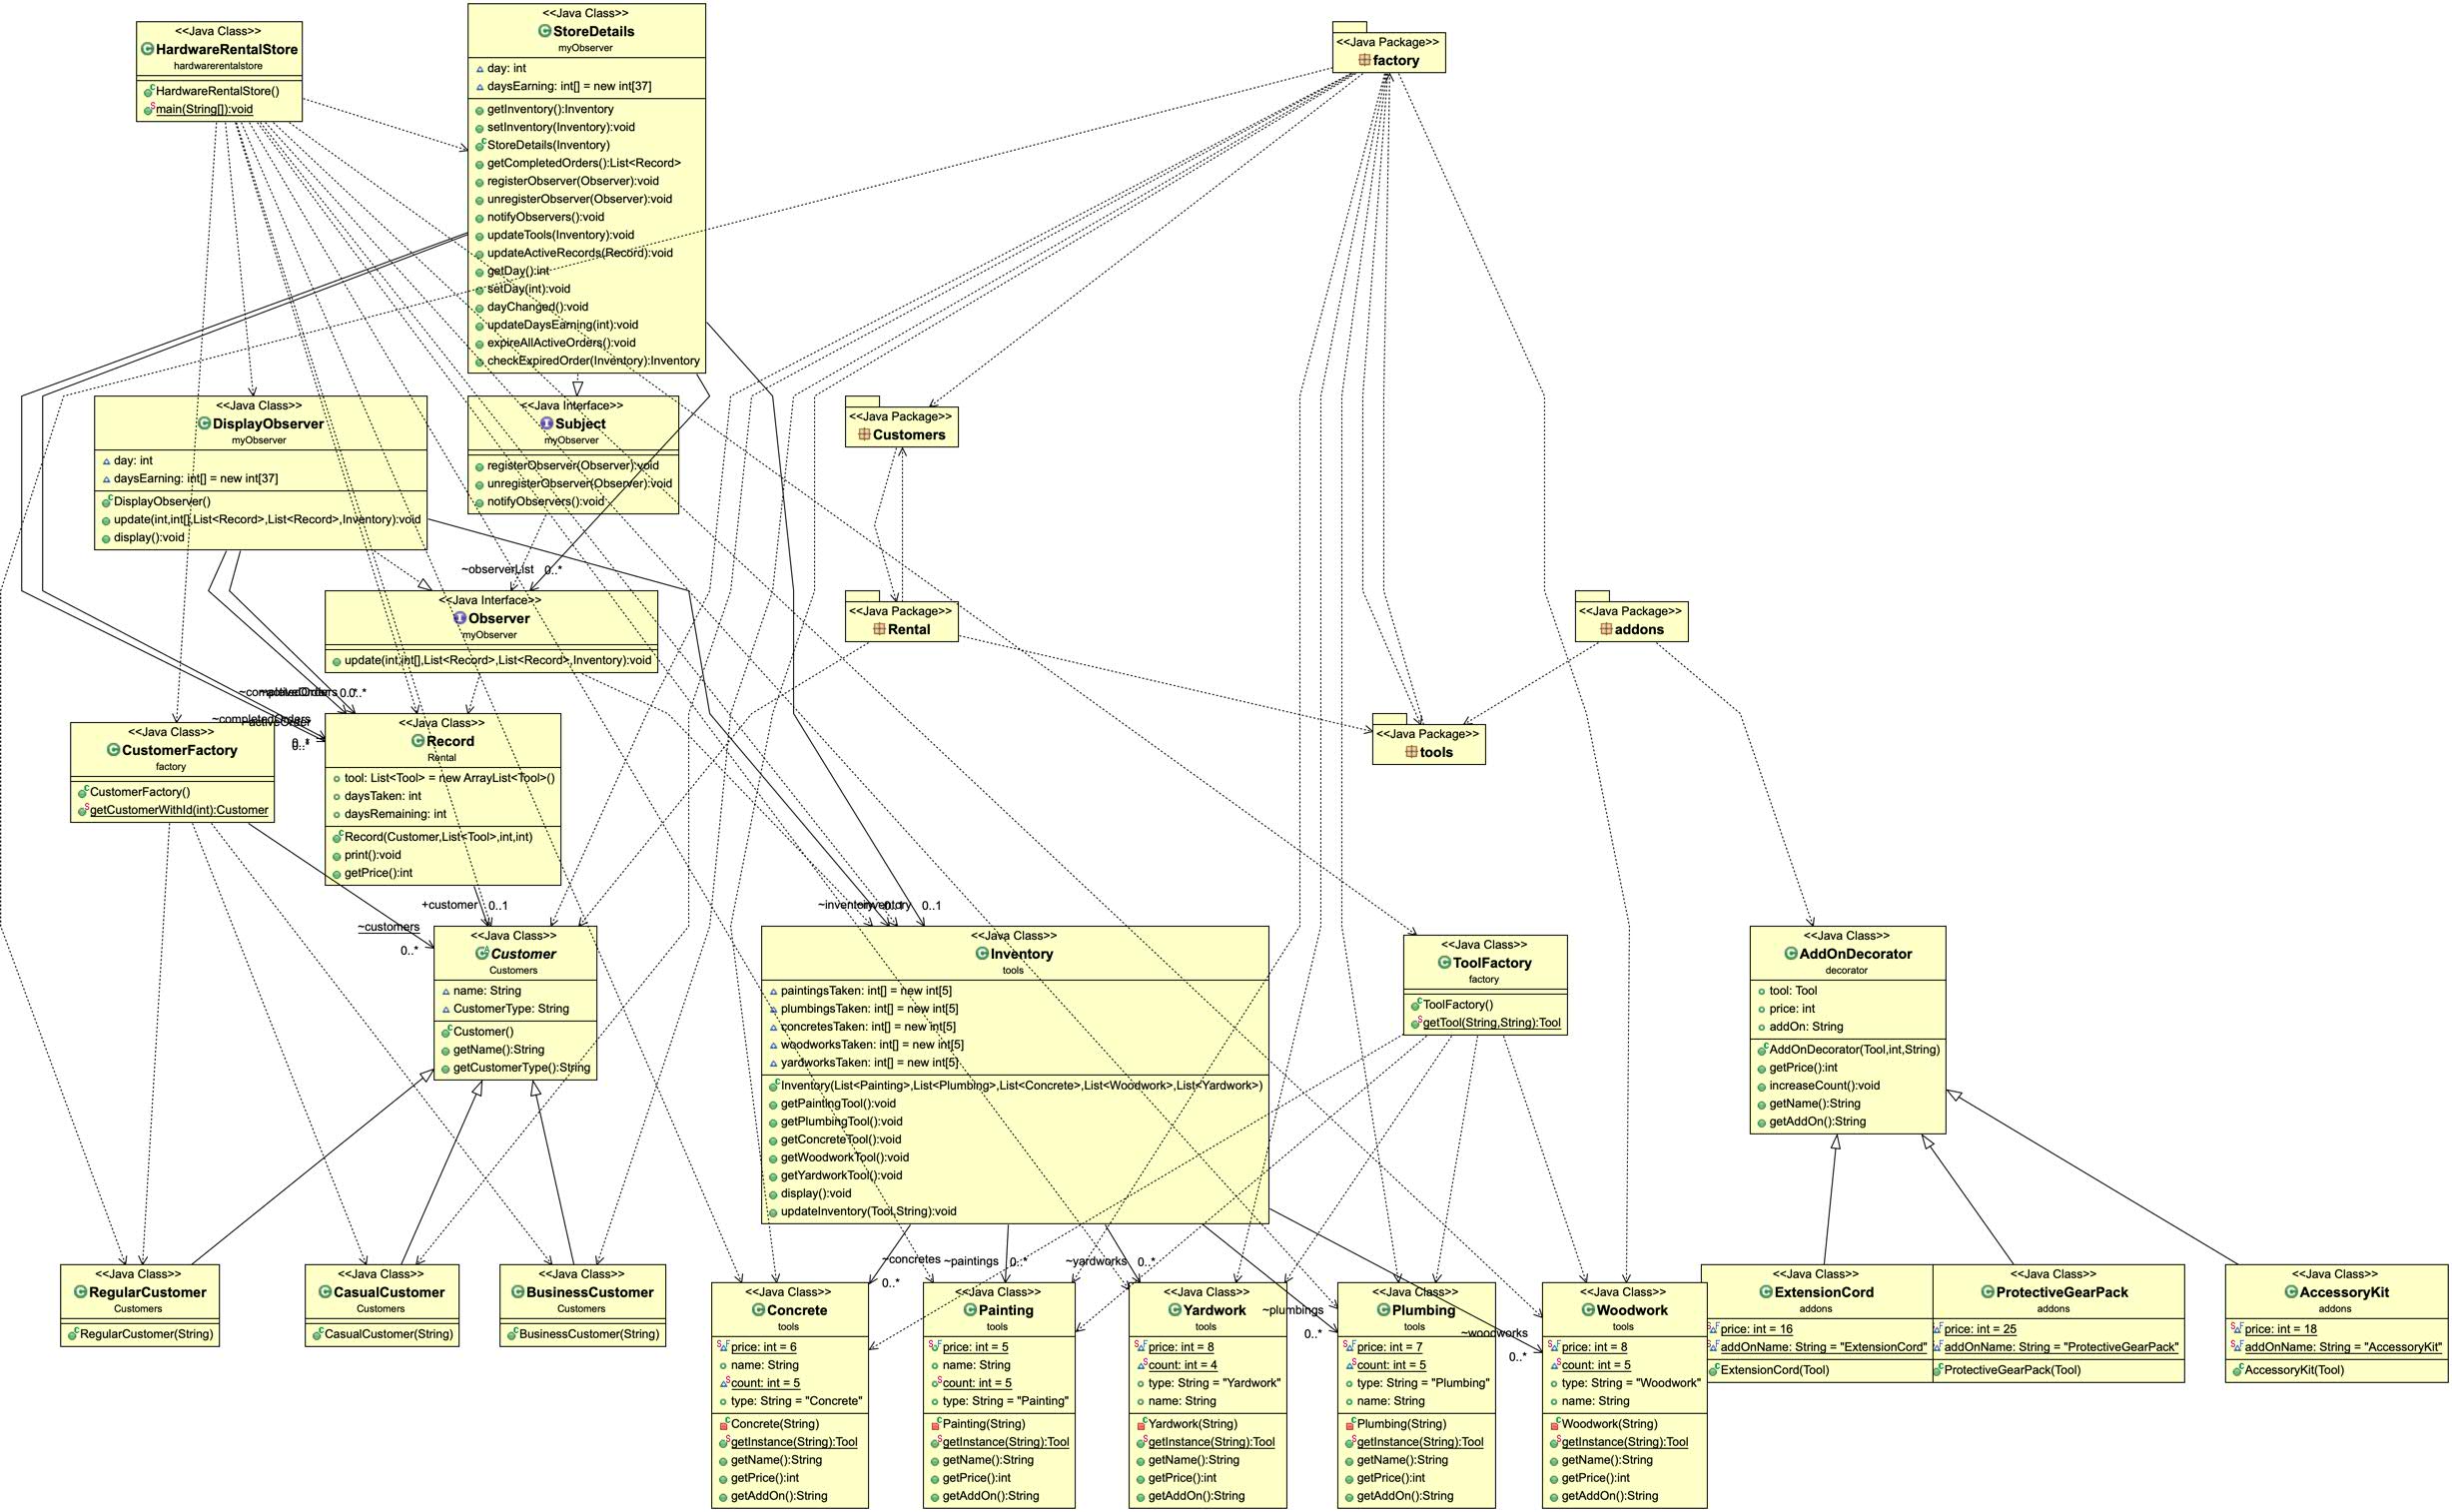 <<Java Class>>
HardwareRentalStore
hardwarerentalstore
HardwareRentalStore()
main(String[]):void
<<Java Class>>
StoreDetails
myObserver
day: int
daysEarning: int[] = new int[37]
getInventory():Inventory
setInventory(Inventory):void
StoreDetails(Inventory)
getCompletedOrders():List<Record>
registerObserver(Observer):void
unregisterObserver(Observer):void
notifyObservers():void
updateTools(Inventory):void
updateActiveRecords(Record):void
getDay():int
setDay(int):void
dayChanged():void
updateDaysEarning(int):void
expireAllActiveOrders():void
checkExpiredOrder(Inventory):Inventory
<<Java Package>>
factory
<<Java Class>>
DisplayObserver
myObserver
day: int
daysEarning: int[] = new int[37]
DisplayObserver()
update(int,int[],List<Record>,List<Record>,Inventory):void
display():void
<<Java Interface>>
Subject
myObserver
registerObserver(Observer):void
unregisterObserver(Observer):void
notifyObservers():void
<<Java Package>>
Customers
~observerList 0..*
<<Java Interface>>
Observer
myObserver
update(int,int[],List<Record>,List<Record>,Inventory):void
<<Java Package>>
Rental
<<Java Package>>
addons
<<Java Package>>
tools
~completedOrders
0..*
<<Java Class>>
CustomerFactory
factory
CustomerFactory()
getCustomerWithId(int):Customer
<<Java Class>>
Record
Rental
tool: List<Tool> = new ArrayList<Tool>()
daysTaken: int
daysRemaining: int
Record(Customer,List<Tool>,int,int)
print():void
getPrice():int
+customer 0..1
~customers
0..*
~inventory
0..1
<<Java Class>>
Customer
Customers
name: String
CustomerType: String
Customer()
getName():String
getCustomerType():String
<<Java Class>>
Inventory
tools
paintingsTaken: int[] = new int[5]
plumbingsTaken: int[] = new int[5]
concretesTaken: int[] = new int[5]
woodworksTaken: int[] = new int[5]
yardworksTaken: int[] = new int[5]
Inventory(List<Painting>,List<Plumbing>,List<Concrete>,List<Woodwork>,List<Yardwork>)
getPaintingTool():void
getPlumbingTool():void
getConcreteTool():void
getWoodworkTool():void
getYardworkTool():void
display():void
updateInventory(Tool,String):void
<<Java Class>>
ToolFactory
factory
ToolFactory()
getTool(String,String):Tool
<<Java Class>>
AddOnDecorator
decorator
tool: Tool
price: int
addOn: String
AddOnDecorator(Tool,int,String)
getPrice():int
increaseCount():void
getName():String
getAddOn():String
<<Java Class>>
RegularCustomer
Customers
RegularCustomer(String)
<<Java Class>>
CasualCustomer
Customers
CasualCustomer(String)
<<Java Class>>
BusinessCustomer
Customers
BusinessCustomer(String)
~concretes
0..*
~paintings 0..*
~yardworks 0..*
~plumbings
0..*
~woodworks
0..*
<<Java Class>>
Concrete
tools
price: int = 6
name: String
count: int = 5
type: String = "Concrete"
Concrete(String)
getInstance(String):Tool
getName():String
getPrice():int
getAddOn():String
<<Java Class>>
Painting
tools
price: int = 5
name: String
count: int = 5
type: String = "Painting"
Painting(String)
getInstance(String):Tool
getName():String
getPrice():int
getAddOn():String
<<Java Class>>
Yardwork
tools
price: int = 8
count: int = 4
type: String = "Yardwork"
name: String
Yardwork(String)
getInstance(String):Tool
getName():String
getPrice():int
getAddOn():String
<<Java Class>>
Plumbing
tools
price: int = 7
count: int = 5
type: String = "Plumbing"
name: String
Plumbing(String)
getInstance(String):Tool
getName():String
getPrice():int
getAddOn():String
<<Java Class>>
Woodwork
tools
price: int = 8
count: int = 5
type: String = "Woodwork"
name: String
Woodwork(String)
getInstance(String):Tool
getName():String
getPrice():int
getAddOn():String
<<Java Class>>
ExtensionCord
addons
price: int = 16
addOnName: String = "ExtensionCord"
ExtensionCord(Tool)
<<Java Class>>
ProtectiveGearPack
addons
price: int = 25
addOnName: String = "ProtectiveGearPack"
ProtectiveGearPack(Tool)
<<Java Class>>
AccessoryKit
addons
price: int = 18
addOnName: String = "AccessoryKit"
AccessoryKit(Tool)